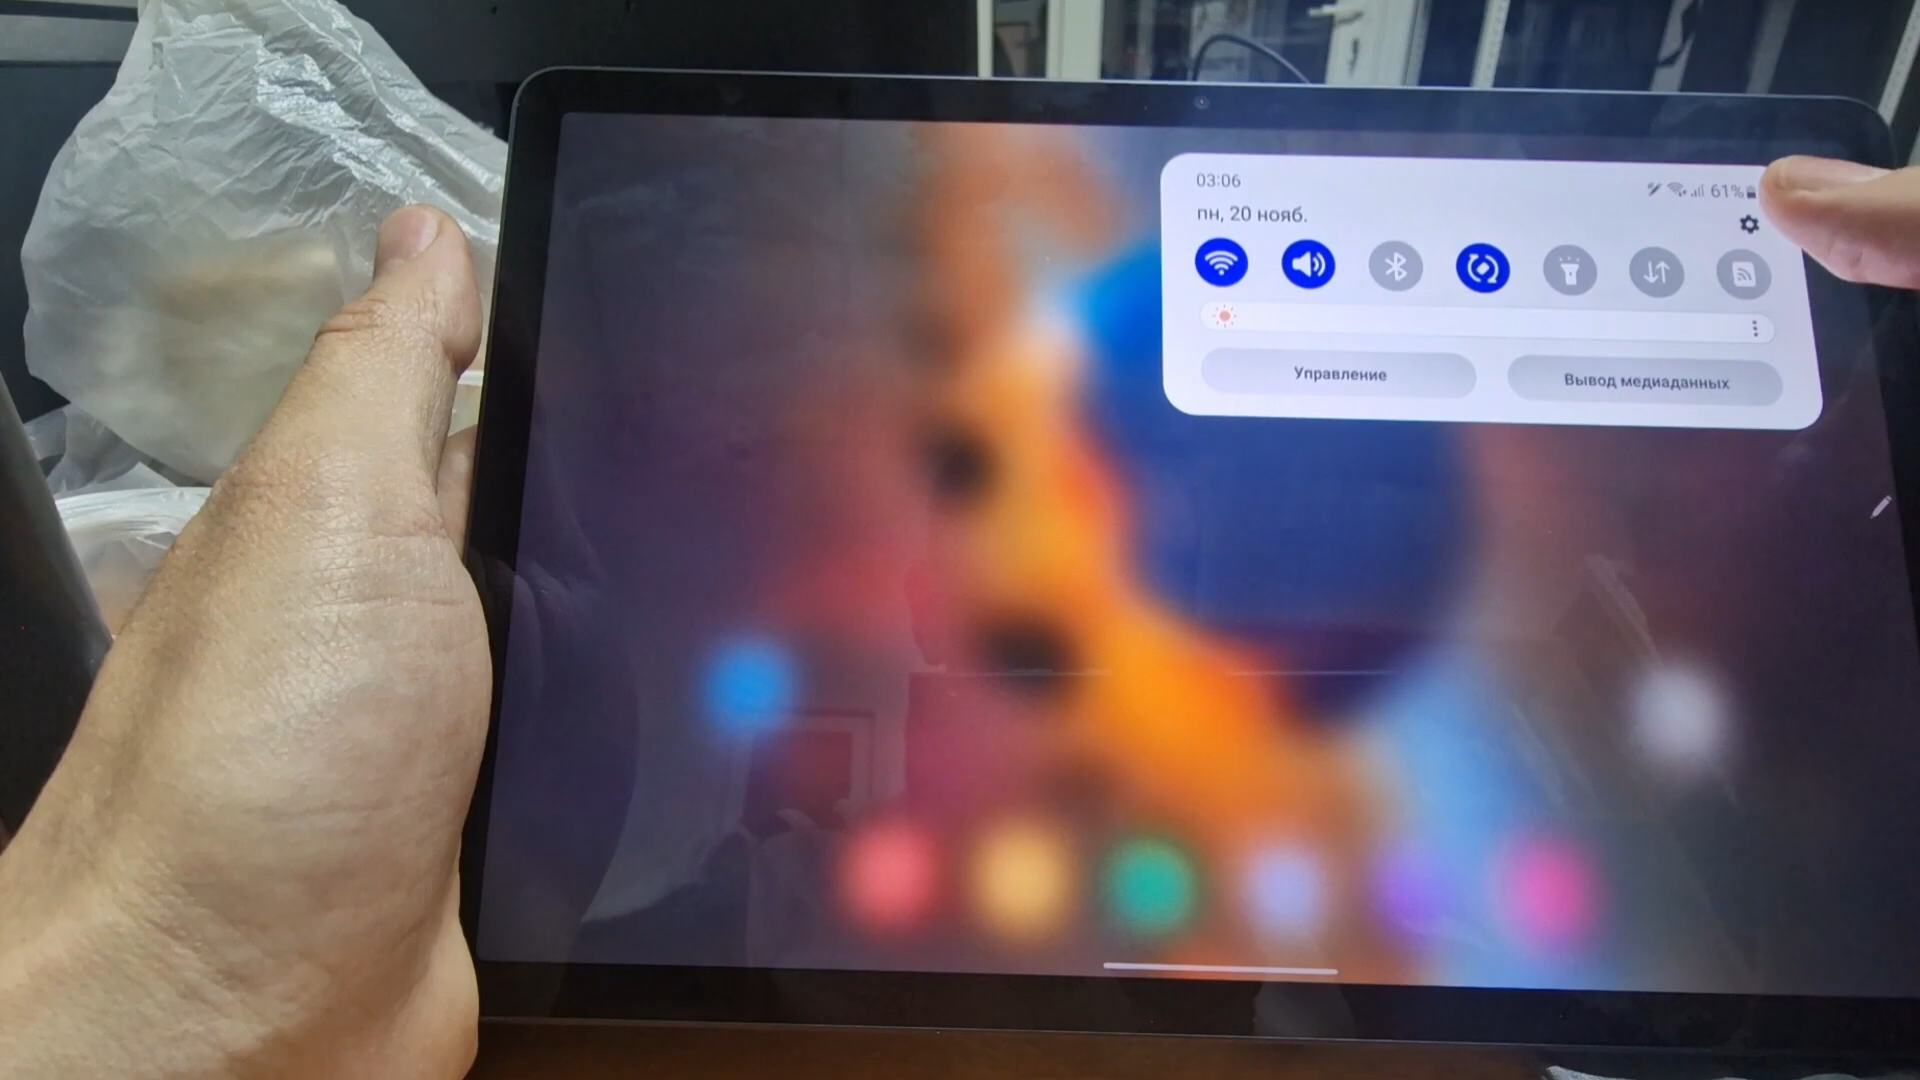 03:06
61%
пн, 20 нояб.
Управление
Вывод медиаданных